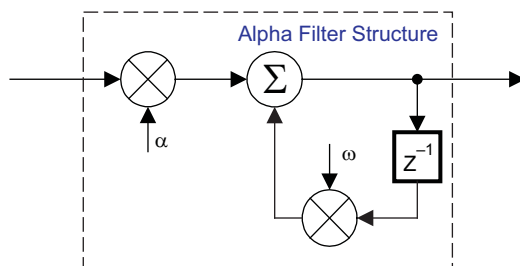 Alpha Filter Structure
Σ
α
ω
Z⁻¹